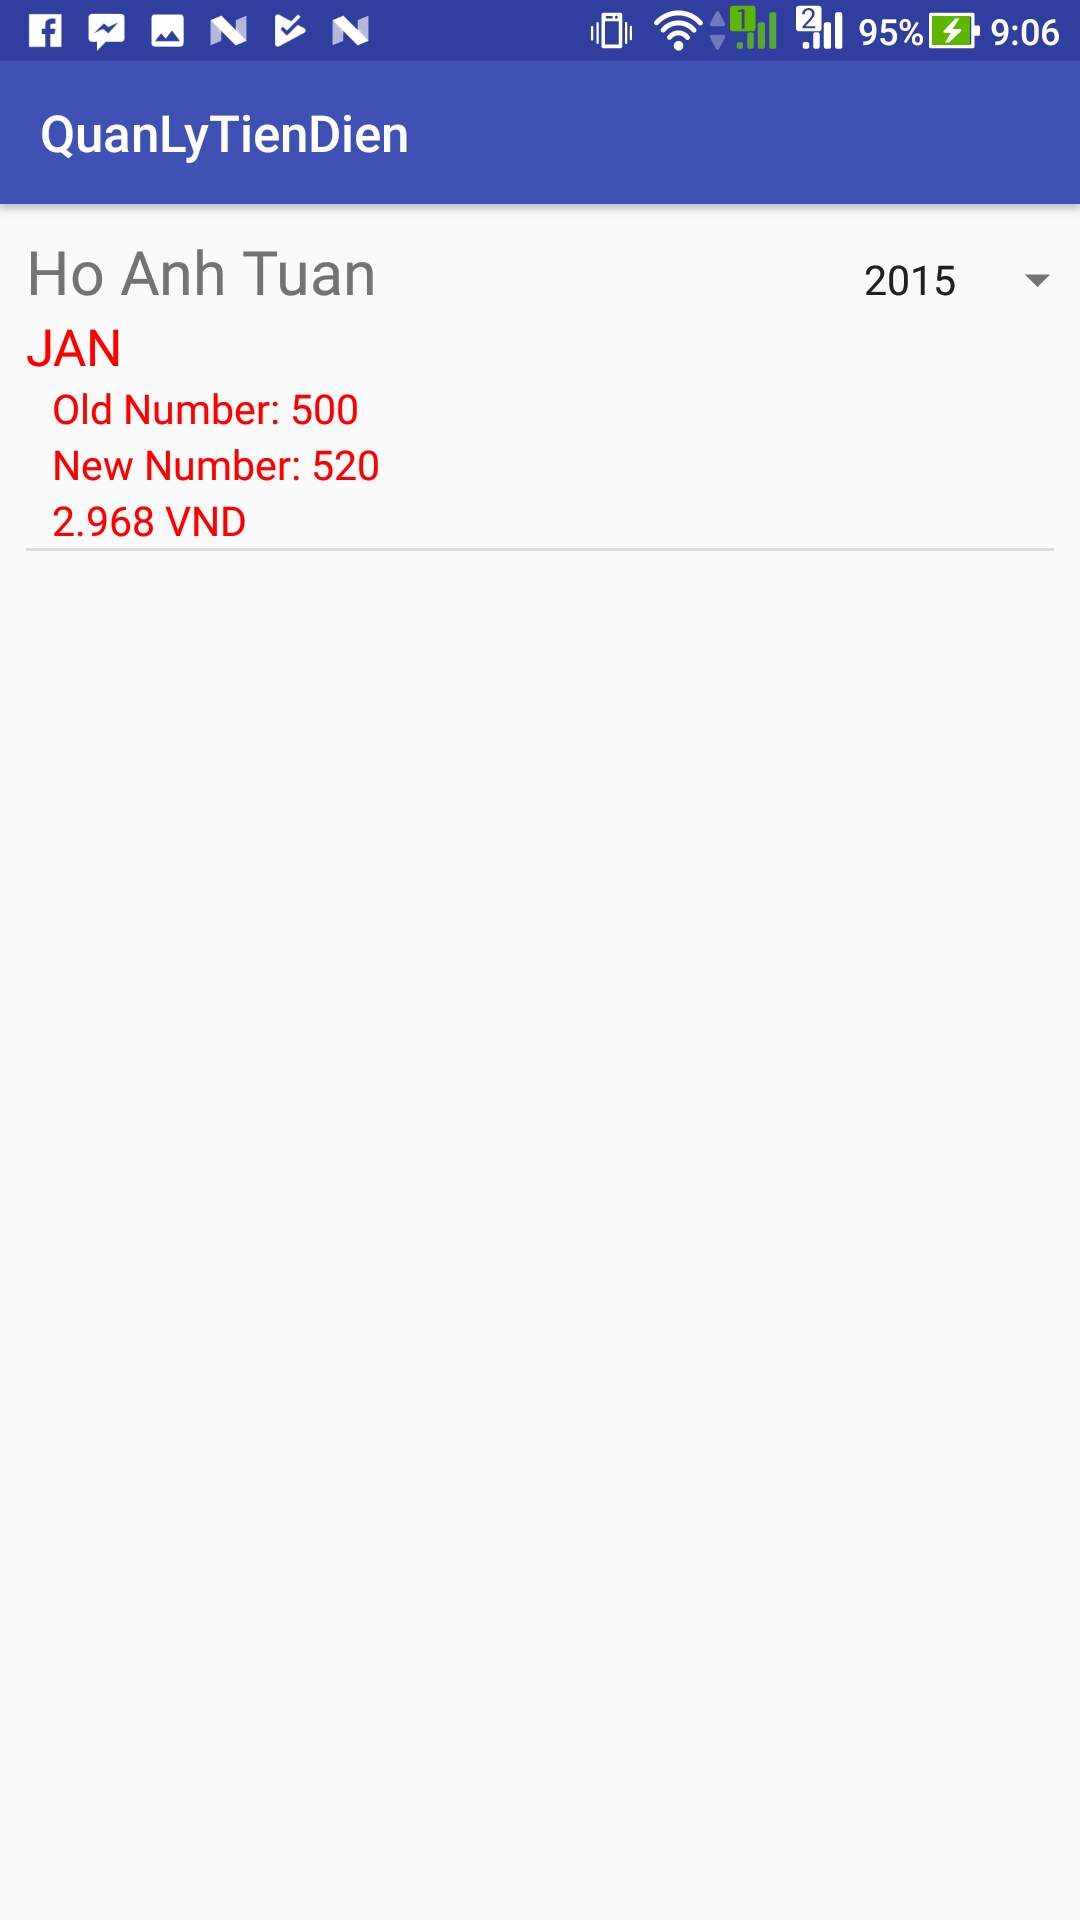 95% 9:06
QuanLyTienDien
Ho Anh Tuan
2015
JAN
Old Number: 500
New Number: 520
2.968 VND